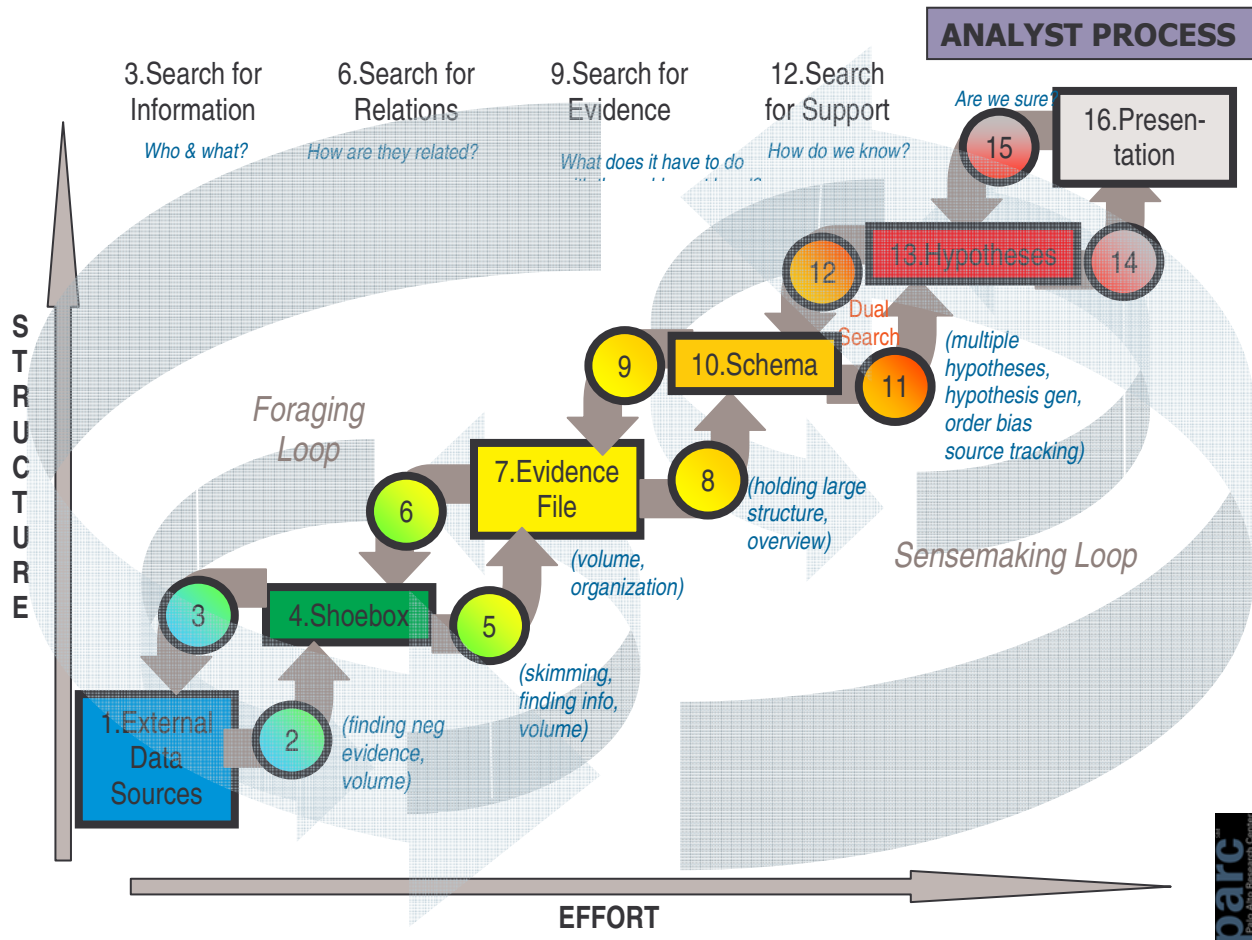 ANALYST PROCESS
3.Search for
Information
Who & what?
6.Search for
Relations
How are they related?
9.Search for
Evidence
What does it have to do
12.Search
for Support
How do we know?
Are we sure?
15
16.Presen-
tation
12
13.Hypotheses
14
Dual
Search
9
10.Schema
11
(multiple
hypotheses,
hypothesis gen,
order bias
source tracking)
Foraging
Loop
6
7.Evidence
File
8
(holding large
structure,
overview)
Sensemaking Loop
(volume,
organization)
3
4.Shoebox
5
(skimming,
finding info,
volume)
1.External
Data
Sources
2
(finding neg
evidence,
volume)
STRUCTURE
EFFORT
parc
Palo Alto Research Center